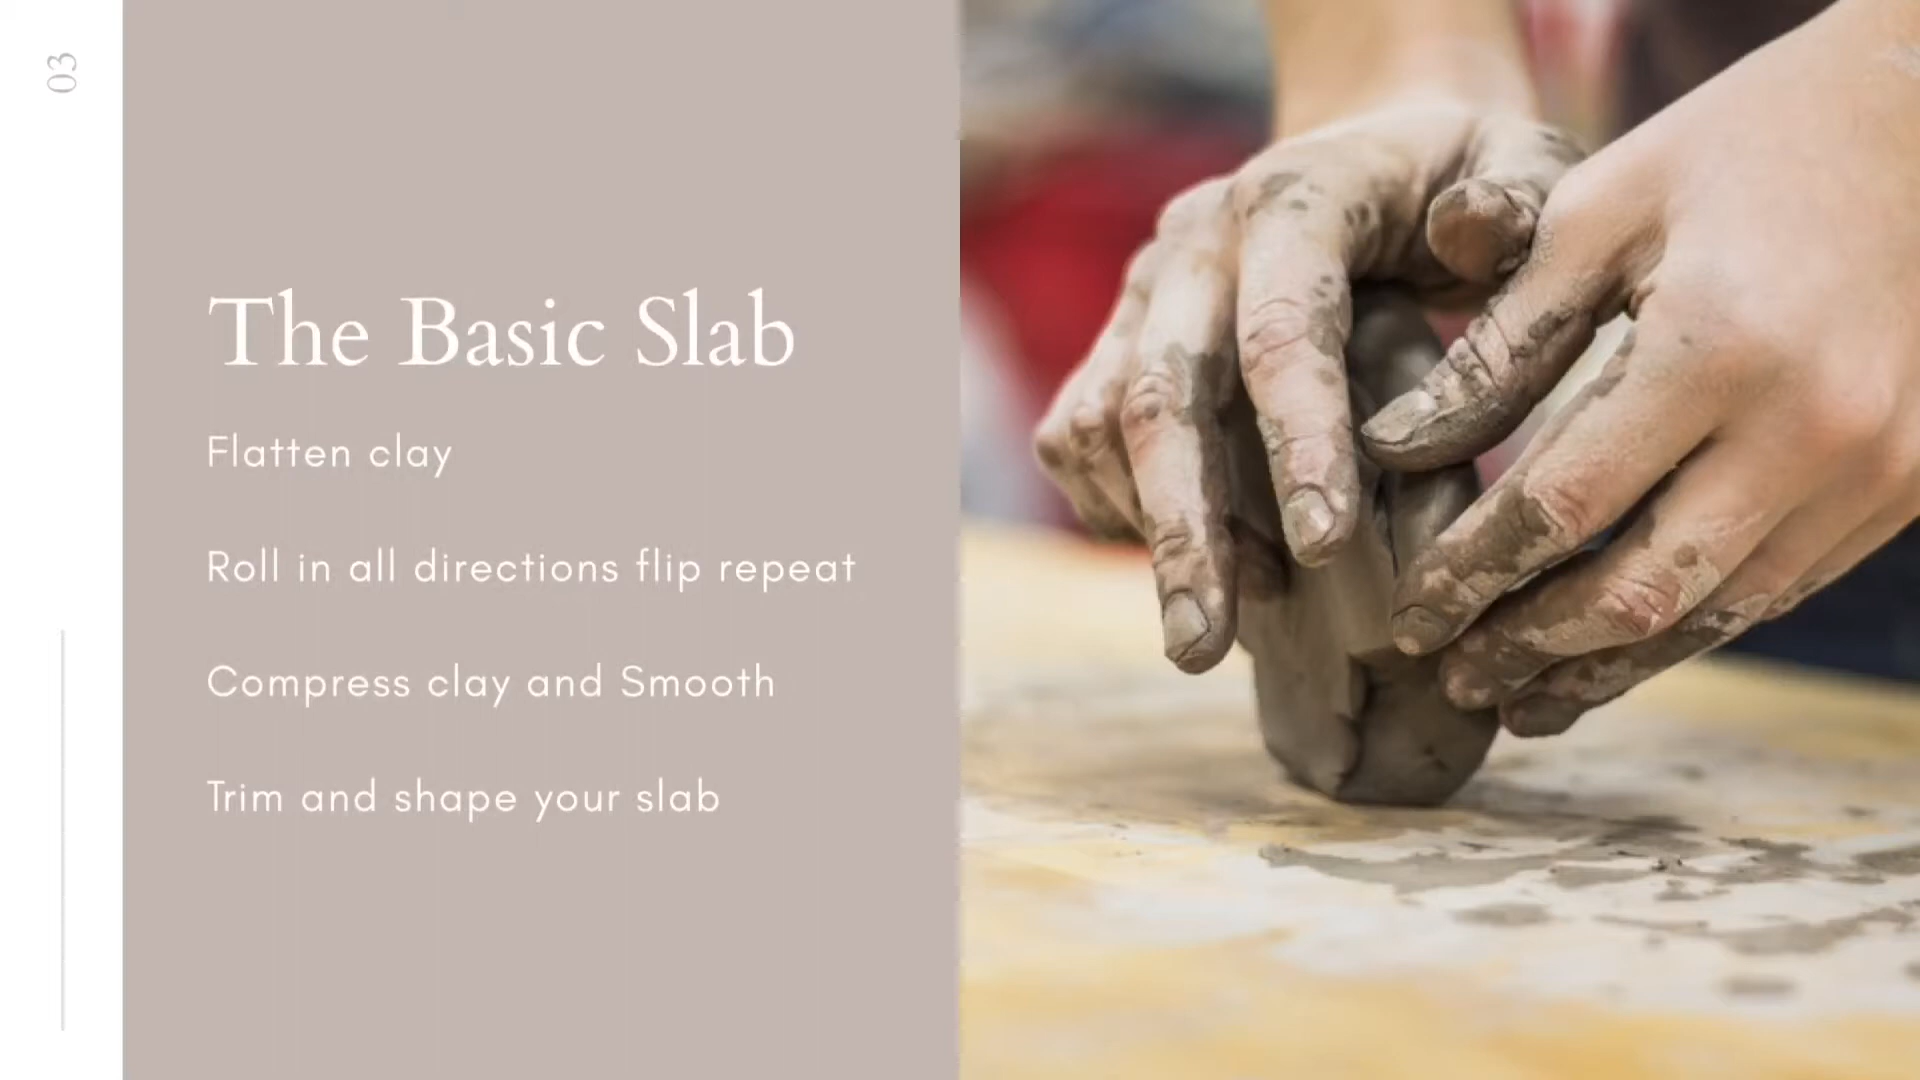 03
The Basic Slab
Flatten clay
Roll in all directions flip repeat
Compress clay and Smooth
Trim and shape your slab